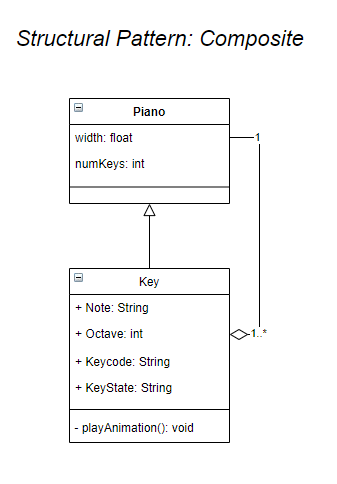 Structural Pattern: Composite
Piano
width: float
1
numKeys: int
Key
+ Note: String
+ Octave: int
1..*
+ Keycode: String
+ KeyState: String
- playAnimation(): void